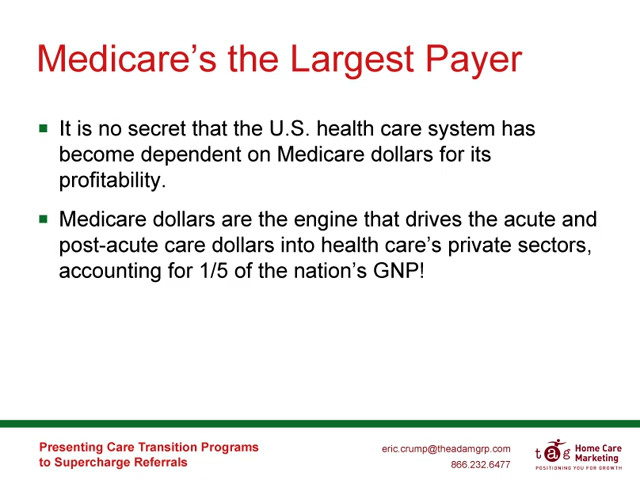 Medicare's the Largest Payer
It is no secret that the U.S. health care system has
become dependent on Medicare dollars for its
profitability.
Medicare dollars are the engine that drives the acute and
post-acute care dollars into health care's private sectors,
accounting for 1/5 of the nation's GNP!
Presenting Care Transition Programs
to Supercharge Referrals
eric.crump@theadamgrp.com
866.232.6477
tag Home Care
Marketing
POSITIONING YOU FOR GROWTH